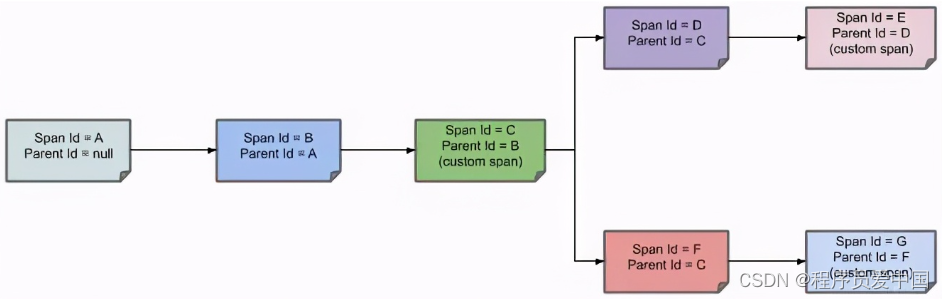 Span Id = A
Parent Id = null
Span Id = B
Parent Id = A
Span Id = C
Parent Id = B
(custom span)
Span Id = D
Parent Id = C
Span Id = E
Parent Id = D
(custom span)
Span Id = F
Parent Id = C
Span Id = G
Parent Id = F
(custom span)
CSDN @程序员爱中国